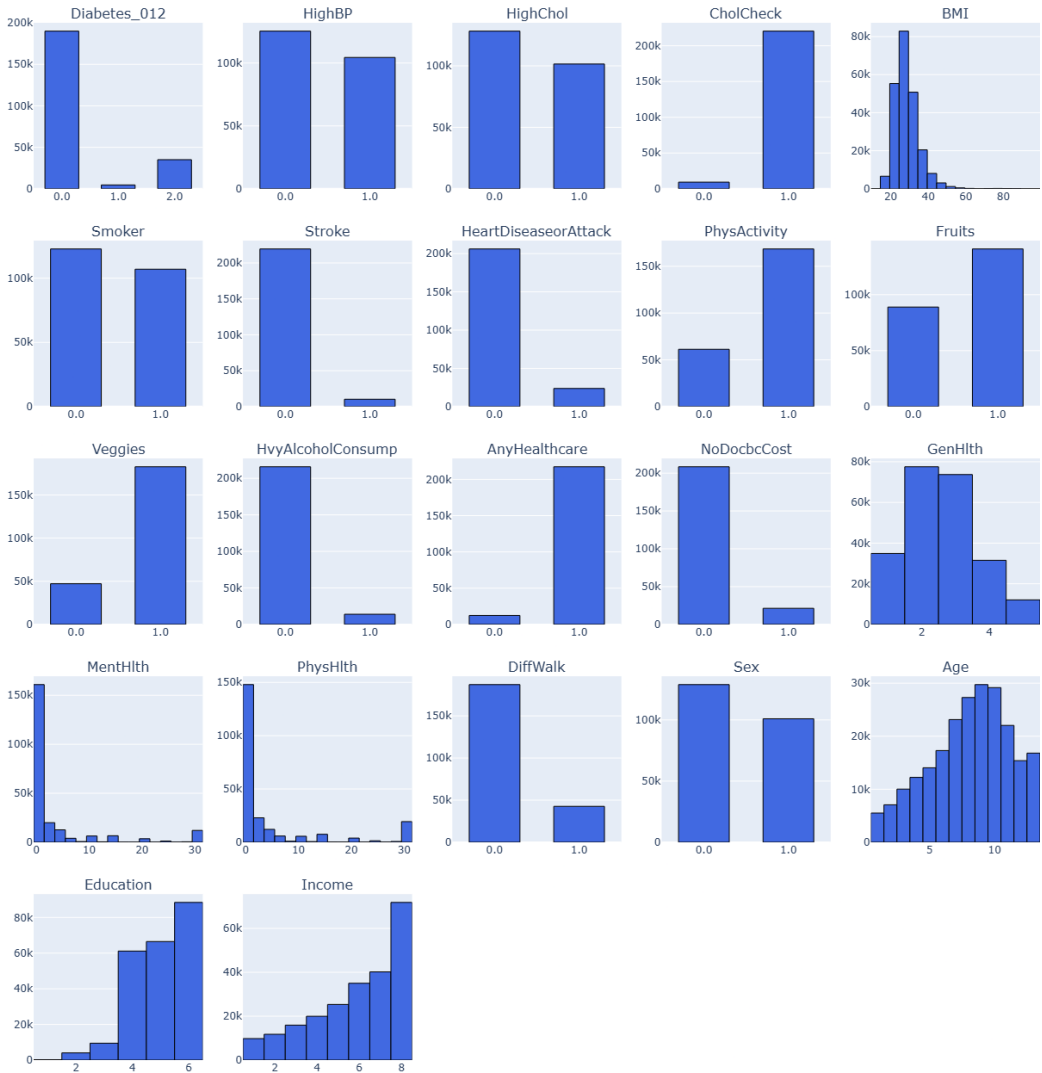 Diabetes_012
200k
150k
100k
50k
0
0.0 1.0 2.0
HighBP
100k
50k
0
0.0 1.0
HighChol
100k
50k
0
0.0 1.0
CholCheck
200k
150k
100k
50k
0
0.0 1.0
BMI
80k
60k
40k
20k
0
20 40 60 80
Smoker
100k
50k
0
0.0 1.0
Stroke
200k
150k
100k
50k
0
0.0 1.0
HeartDiseaseorAttack
200k
150k
100k
50k
0
0.0 1.0
PhysActivity
150k
100k
50k
0
0.0 1.0
Fruits
100k
50k
0
0.0 1.0
Veggies
150k
100k
50k
0
0.0 1.0
HvyAlcoholConsump
200k
150k
100k
50k
0
0.0 1.0
AnyHealthcare
200k
150k
100k
50k
0
0.0 1.0
NoDocbcCost
200k
150k
100k
50k
0
0.0 1.0
GenHlth
80k
60k
40k
20k
0
2 4
MentHlth
150k
100k
50k
0
0 10 20 30
PhysHlth
150k
100k
50k
0
0 10 20 30
DiffWalk
150k
100k
50k
0
0.0 1.0
Sex
100k
50k
0
0.0 1.0
Age
30k
20k
10k
0
5 10
Education
80k
60k
40k
20k
0
2 4 6
Income
60k
40k
20k
0
2 4 6 8